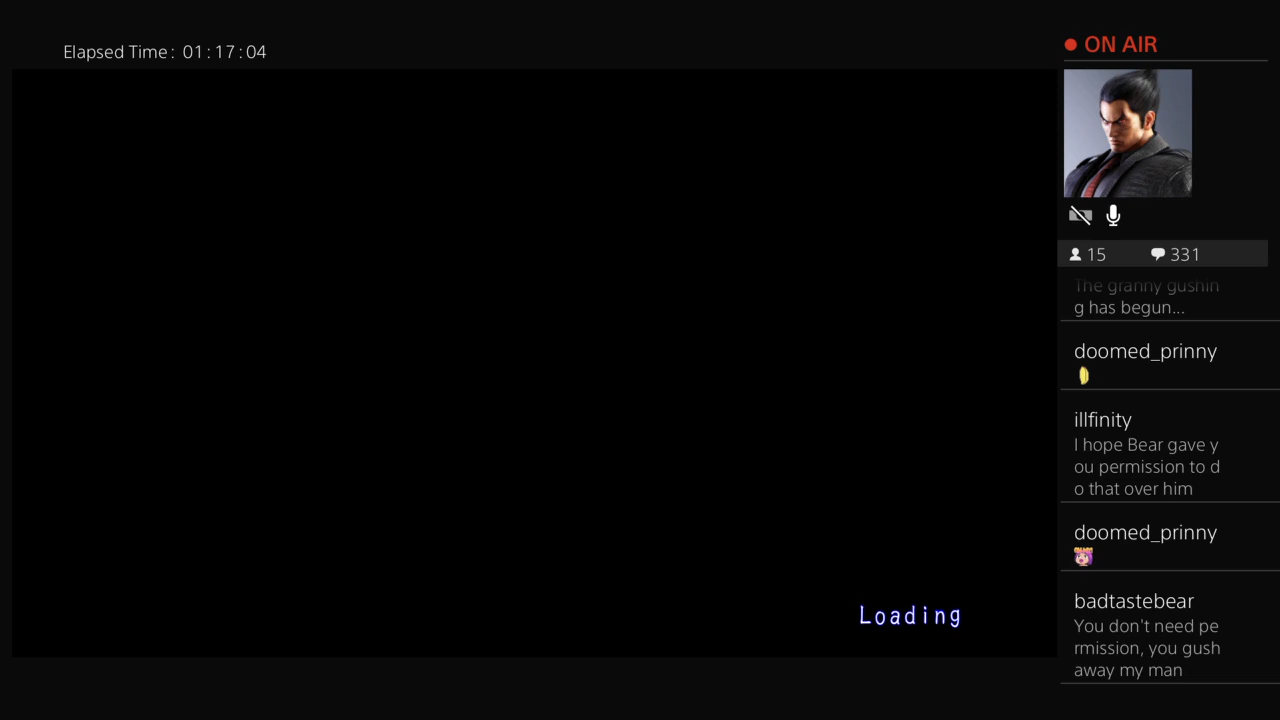 Elapsed Time: 01:17:04
ON AIR
15 331
The granny gushin
g has begun...
doomed_prinny
illfinity
I hope Bear gave y
ou permission to d
o that over him
doomed_prinny
badtastebear
You don't need pe
rmission, you gush
away my man
Loading